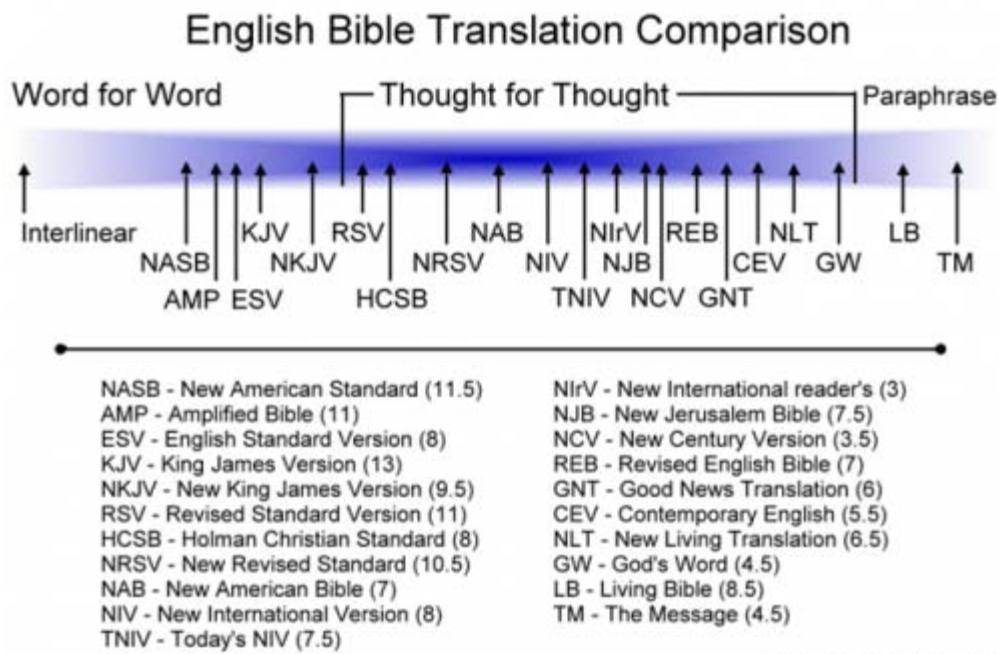 English Bible Translation Comparison
Word for Word
Thought for Thought
Paraphrase
Interlinear
KJV
RSV
NAB
NIrV
REB
NLT
LB
NASB
NKJV
NRSV
NIV
NJB
CEV
GW
TM
AMP
ESV
HCSB
TNIV
NCV
GNT
NASB - New American Standard (11.5)
AMP - Amplified Bible (11)
ESV - English Standard Version (8)
KJV - King James Version (13)
NKJV - New King James Version (9.5)
RSV - Revised Standard Version (11)
HCSB - Holman Christian Standard (8)
NRSV - New Revised Standard (10.5)
NAB - New American Bible (7)
NIV - New International Version (8)
TNIV - Today's NIV (7.5)
NIrV - New International reader's (3)
NJB - New Jerusalem Bible (7.5)
NCV - New Century Version (3.5)
REB - Revised English Bible (7)
GNT - Good News Translation (6)
CEV - Contemporary English (5.5)
NLT - New Living Translation (6.5)
GW - God's Word (4.5)
LB - Living Bible (8.5)
TM - The Message (4.5)